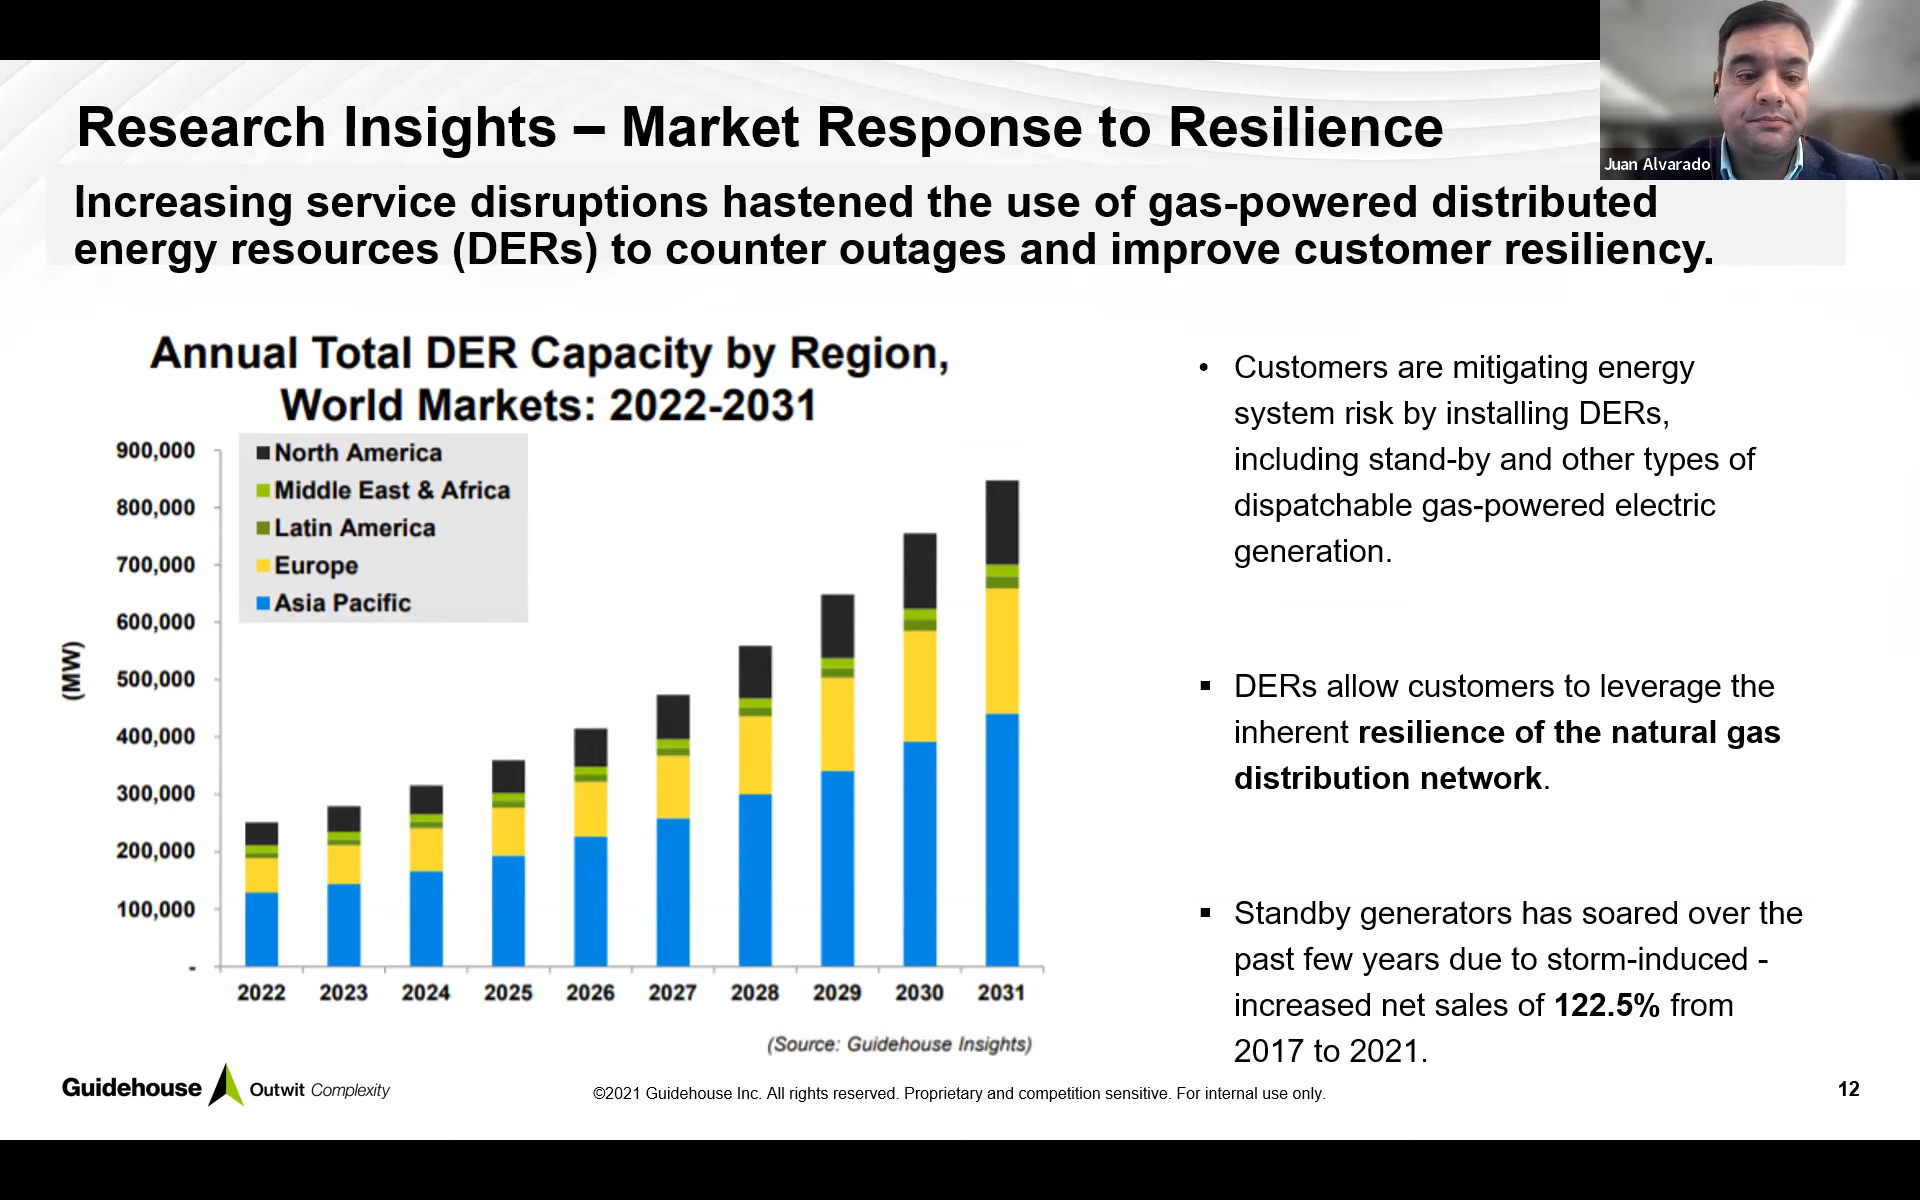 Research Insights – Market Response to Resilience
Juan Alvarado
Increasing service disruptions hastened the use of gas-powered distributed
energy resources (DERs) to counter outages and improve customer resiliency.
Annual Total DER Capacity by Region,
World Markets: 2022-2031
900,000
800,000
700,000
600,000
500,000
400,000
300,000
200,000
100,000
-
(MW)
North America
Middle East & Africa
Latin America
Europe
Asia Pacific
2022 2023 2024 2025 2026 2027 2028 2029 2030 2031
(Source: Guidehouse Insights)
• Customers are mitigating energy
system risk by installing DERs,
including stand-by and other types of
dispatchable gas-powered electric
generation.
▪ DERs allow customers to leverage the
inherent resilience of the natural gas
distribution network.
▪ Standby generators has soared over the
past few years due to storm-induced -
increased net sales of 122.5% from
2017 to 2021.
Guidehouse Outwit Complexity
©2021 Guidehouse Inc. All rights reserved. Proprietary and competition sensitive. For internal use only.
12